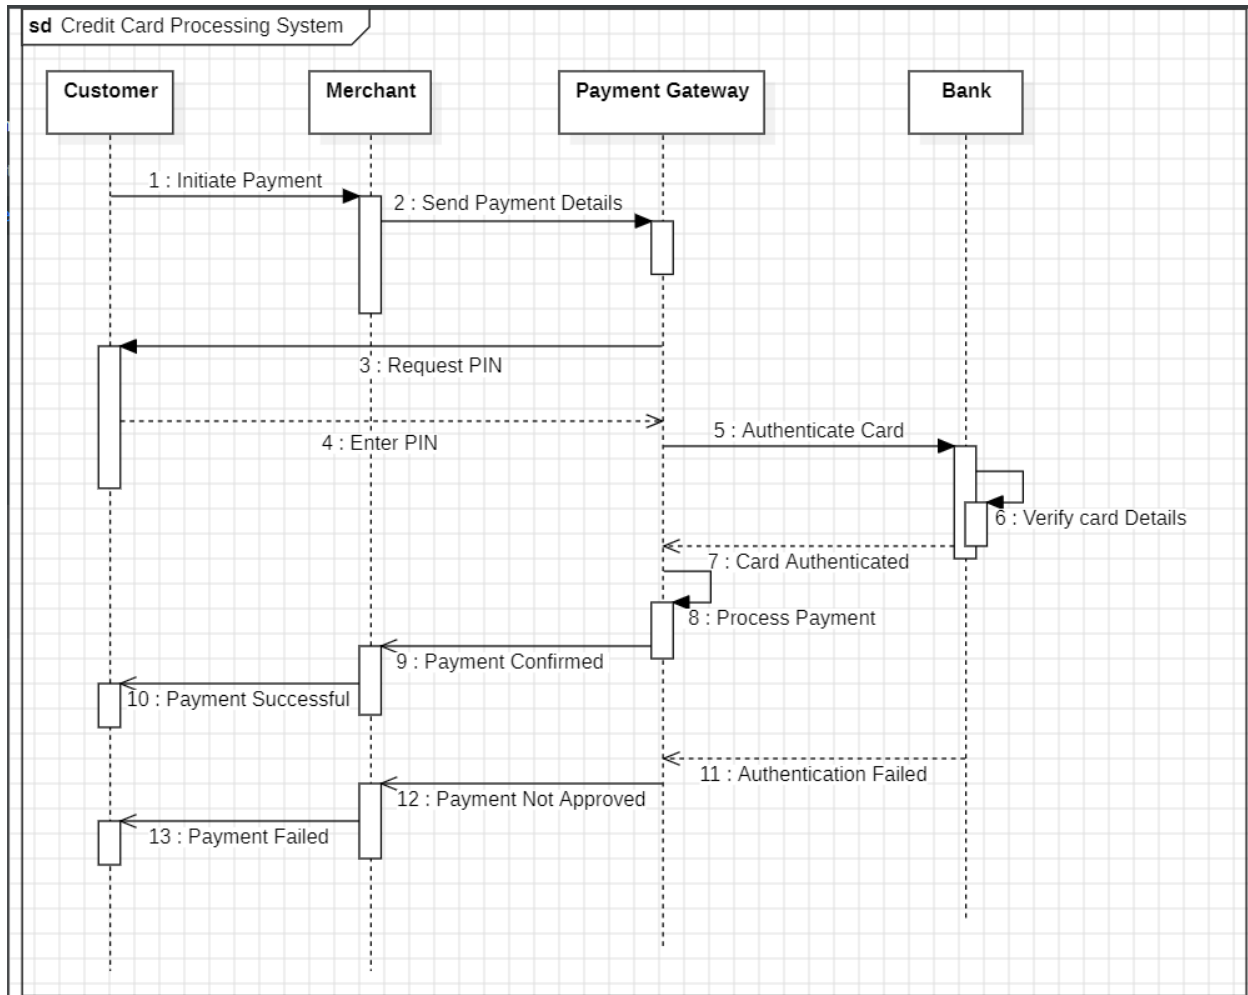 sd Credit Card Processing System
Customer
Merchant
Payment Gateway
Bank
1 : Initiate Payment
2 : Send Payment Details
3 : Request PIN
4 : Enter PIN
5 : Authenticate Card
6 : Verify card Details
7 : Card Authenticated
8 : Process Payment
9 : Payment Confirmed
10 : Payment Successful
11 : Authentication Failed
12 : Payment Not Approved
13 : Payment Failed